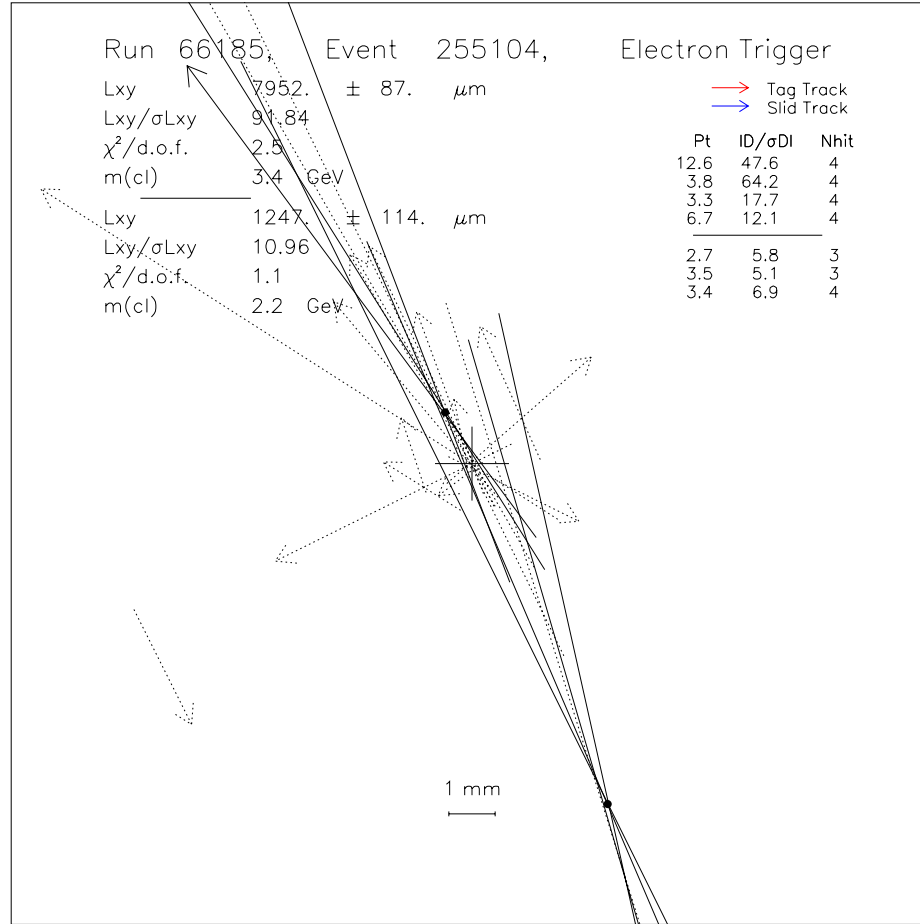 Run 66185, Event 255104, Electron Trigger
Lxy 7952. ± 87. μm
Lxy/σLxy 91.84
χ²/d.o.f. 2.5
m(cl) 3.4 GeV
Lxy 1247. ± 114. μm
Lxy/σLxy 10.96
χ²/d.o.f. 1.1
m(cl) 2.2 GeV
Tag Track
Slid Track
Pt ID/σDI Nhit
12.6 47.6 4
3.8 64.2 4
3.3 17.7 4
6.7 12.1 4
2.7 5.8 3
3.5 5.1 3
3.4 6.9 4
1 mm